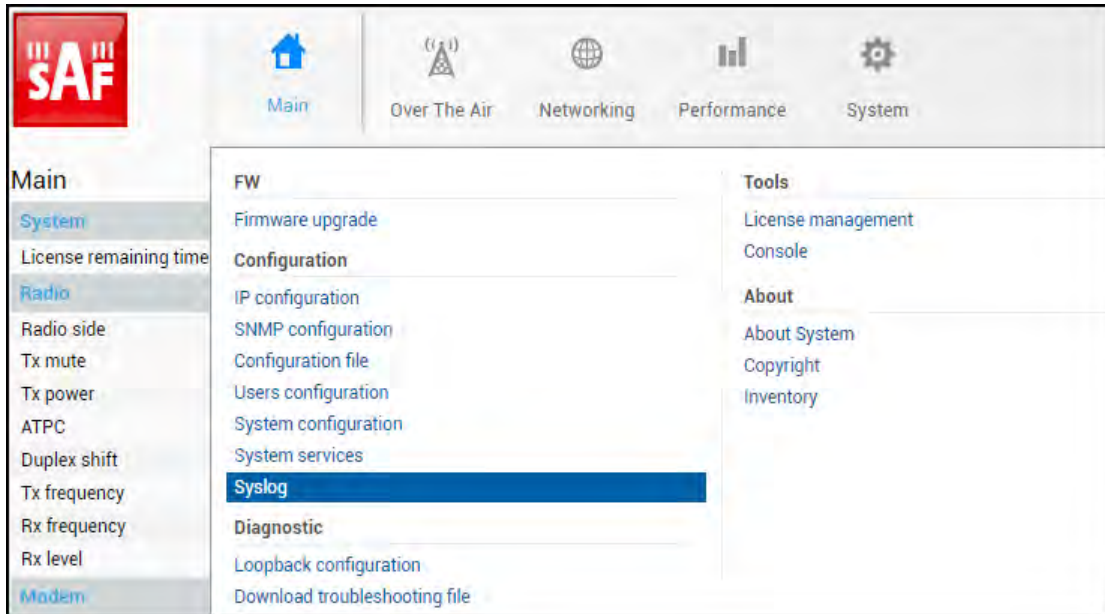 SAF
Main
Over The Air
Networking
Performance
System
Main
System
License remaining time
Radio
Radio side
Tx mute
Tx power
ATPC
Duplex shift
Tx frequency
Rx frequency
Rx level
Modem
FW
Firmware upgrade
Configuration
IP configuration
SNMP configuration
Configuration file
Users configuration
System configuration
System services
Syslog
Diagnostic
Loopback configuration
Download troubleshooting file
Tools
License management
Console
About
About System
Copyright
Inventory